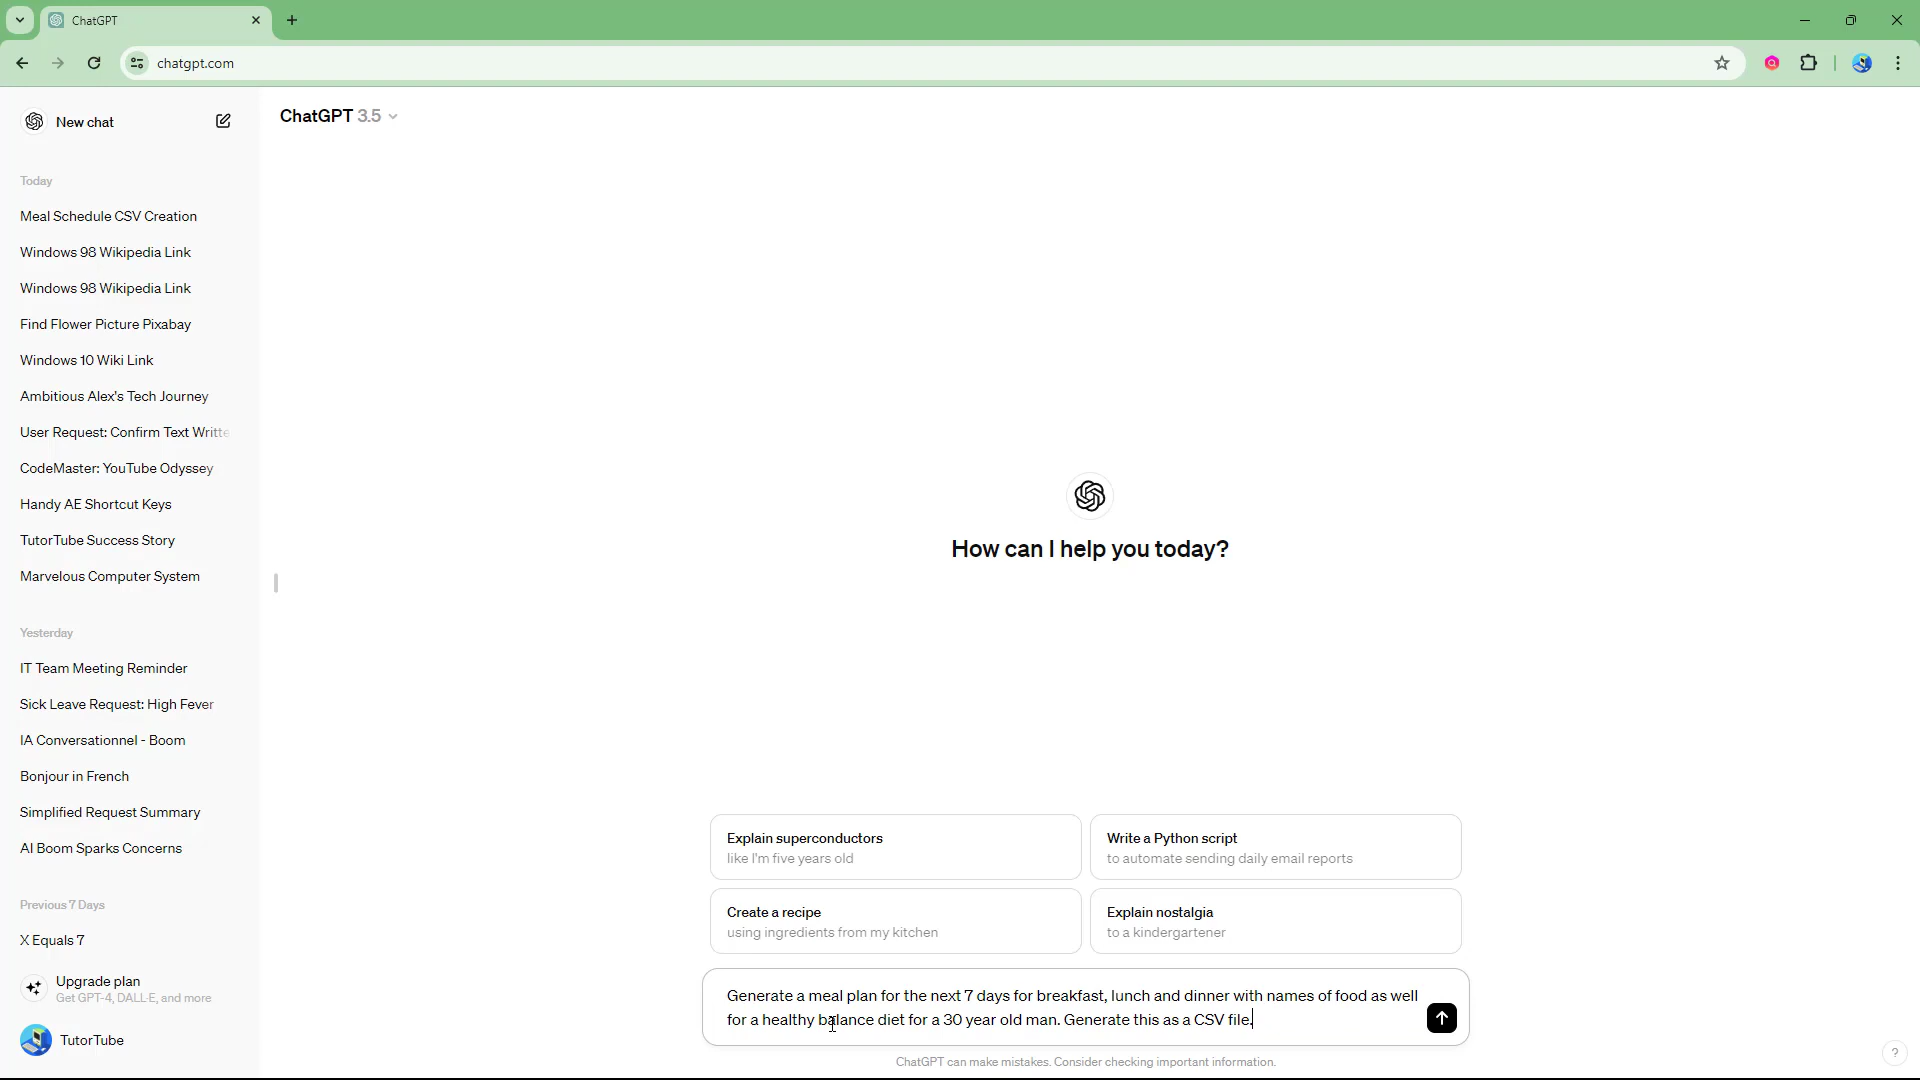 ChatGPT
chatgpt.com
New chat
ChatGPT 3.5
Today
Meal Schedule CSV Creation
Windows 98 Wikipedia Link
Windows 98 Wikipedia Link
Find Flower Picture Pixabay
Windows 10 Wiki Link
Ambitious Alex's Tech Journey
User Request: Confirm Text Writte
CodeMaster: YouTube Odyssey
Handy AE Shortcut Keys
TutorTube Success Story
Marvelous Computer System
Yesterday
IT Team Meeting Reminder
Sick Leave Request: High Fever
IA Conversationnel - Boom
Bonjour in French
Simplified Request Summary
AI Boom Sparks Concerns
Previous 7 Days
X Equals 7
Upgrade plan
Get GPT-4, DALL·E, and more
TutorTube
How can I help you today?
Explain superconductors
like I'm five years old
Write a Python script
to automate sending daily email reports
Create a recipe
using ingredients from my kitchen
Explain nostalgia
to a kindergartener
Generate a meal plan for the next 7 days for breakfast, lunch and dinner with names of food as well
for a healthy balance diet for a 30 year old man. Generate this as a CSV file.
ChatGPT can make mistakes. Consider checking important information.
?